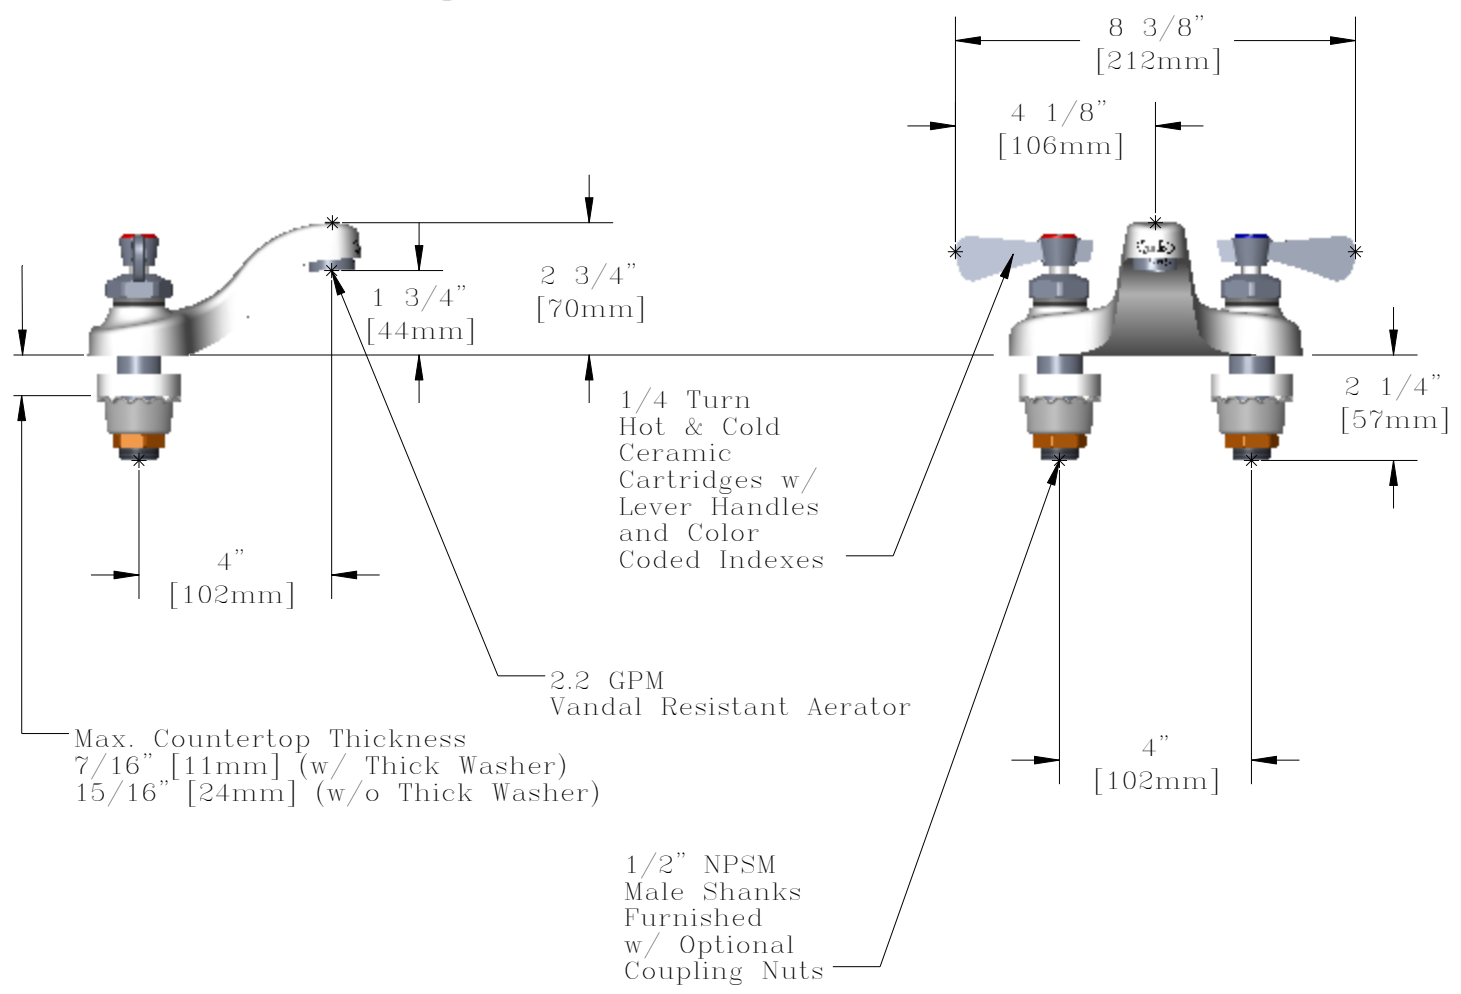 8 3/8"
[212mm]
4 1/8"
[106mm]
2 3/4"
[70mm]
1 3/4"
[44mm]
2 1/4"
[57mm]
1/4 Turn
Hot & Cold
Ceramic
Cartridges w/
Lever Handles
and Color
Coded Indexes
4"
[102mm]
2.2 GPM
Vandal Resistant Aerator
Max. Countertop Thickness
7/16" [11mm] (w/ Thick Washer)
15/16" [24mm] (w/o Thick Washer)
4"
[102mm]
1/2" NPSM
Male Shanks
Furnished
w/ Optional
Coupling Nuts